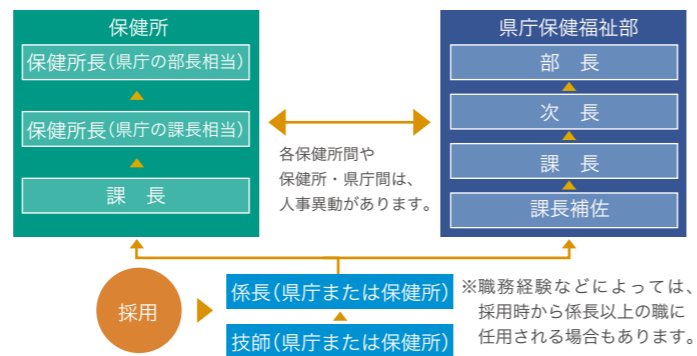 保健所
保健所長(県庁の部長相当)
保健所長(県庁の課長相当)
課　長
各保健所間や
保健所・県庁間は、
人事異動があります。
県庁保健福祉部
部　長
次　長
課　長
課長補佐
採用
係長(県庁または保健所)
技師(県庁または保健所)
※職務経験などによっては、
採用時から係長以上の職に
任用される場合もあります。